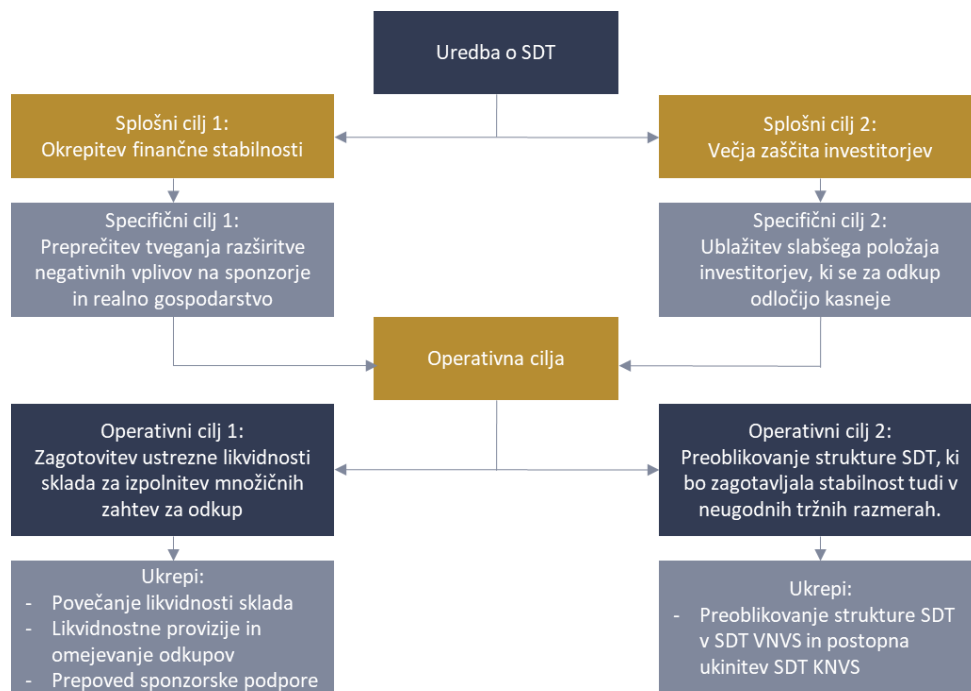 Uredba o SDT
Splošni cilj 1:
Okrepitev finančne stabilnosti
Splošni cilj 2:
Večja zaščita investitorjev
Specifični cilj 1:
Preprečitev tveganja razširitve
negativnih vplivov na sponzorje
in realno gospodarstvo
Specifični cilj 2:
Ublažitev slabšega položaja
investitorjev, ki se za odkup
odločijo kasneje
Operativna cilja
Operativni cilj 1:
Zagotovitev ustrezne likvidnosti
sklada za izpolnitev množičnih
zahtev za odkup
Operativni cilj 2:
Preoblikovanje strukture SDT, ki
bo zagotavljala stabilnost tudi v
neugodnih tržnih razmerah.
Ukrepi:
- Povečanje likvidnosti sklada
- Likvidnostne provizije in
omejevanje odkupov
- Prepoved sponzorske podpore
Ukrepi:
- Preoblikovanje strukture SDT
v SDT VNVS in postopna
ukinitev SDT KNVS